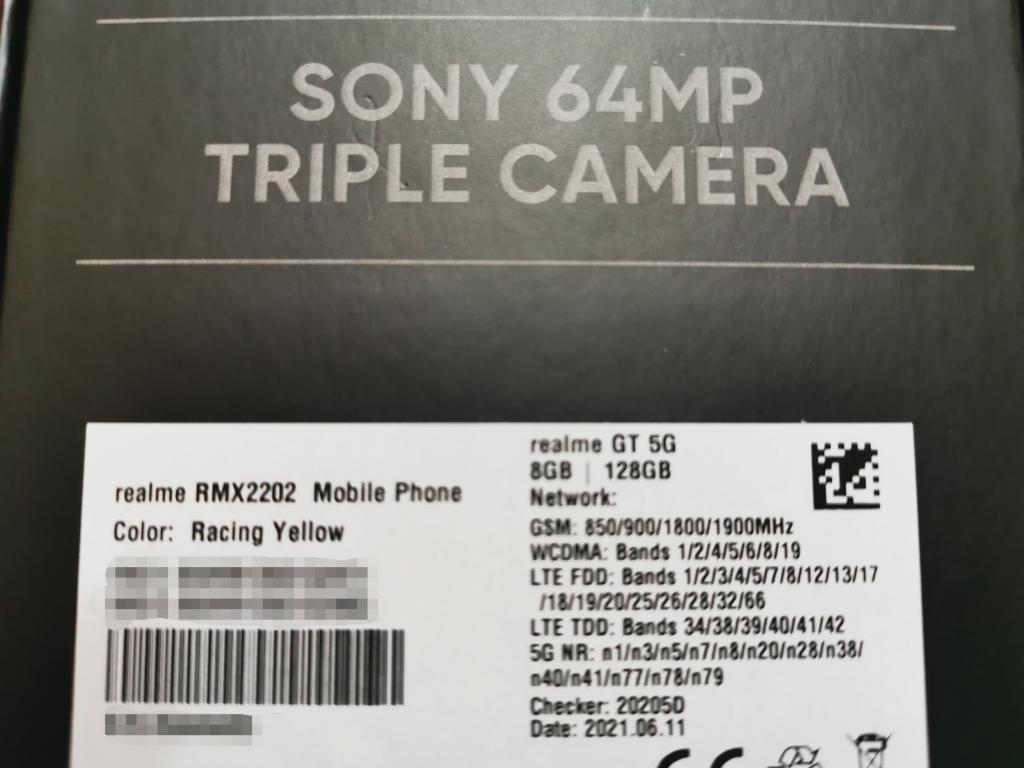 SONY 64MP
TRIPLE CAMERA
realme RMX2202 Mobile Phone
Color: Racing Yellow
realme GT 5G
8GB | 128GB
Network:
GSM: 850/900/1800/1900MHz
WCDMA: Bands 1/2/4/5/6/8/19
LTE FDD: Bands 1/2/3/4/5/7/8/12/13/17
/18/19/20/25/26/28/32/66
LTE TDD: Bands 34/38/39/40/41/42
5G NR: n1/n3/n5/n7/n8/n20/n28/n38/
n40/n41/n77/n78/n79
Checker: 20205D
Date: 2021.06.11